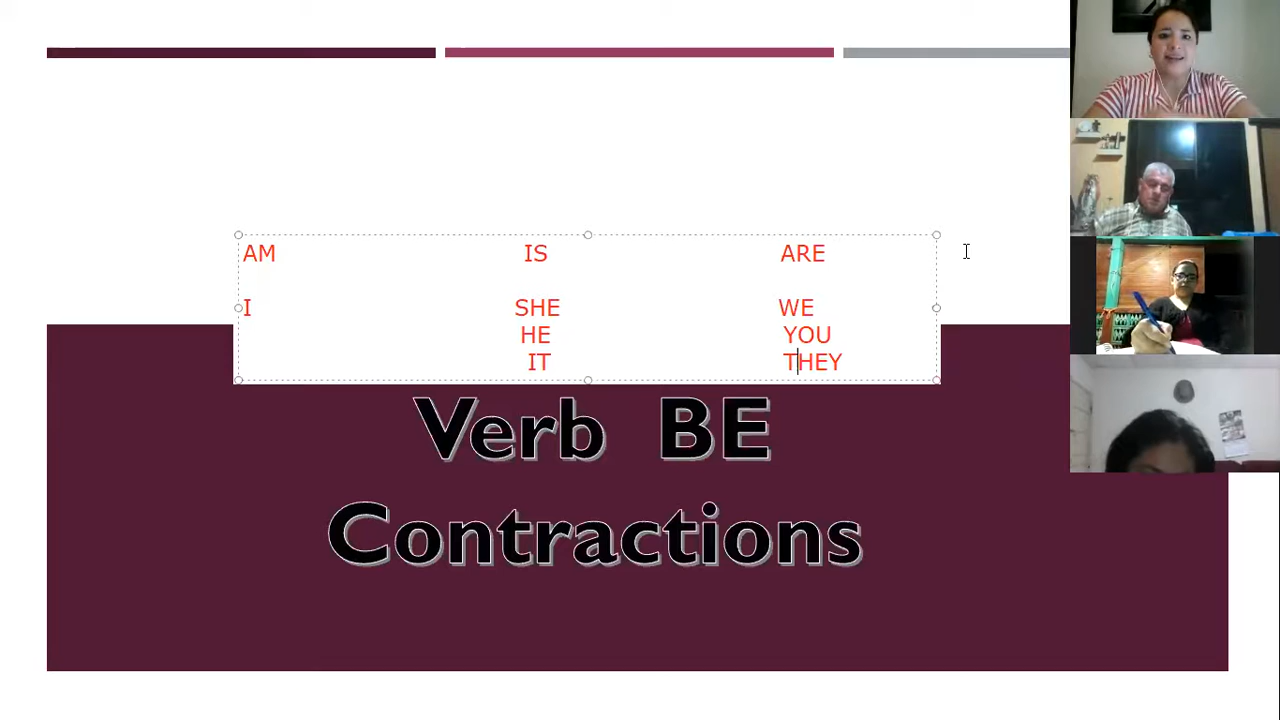 AM IS ARE
I SHE WE
HE YOU
IT THEY
Verb BE
Contractions